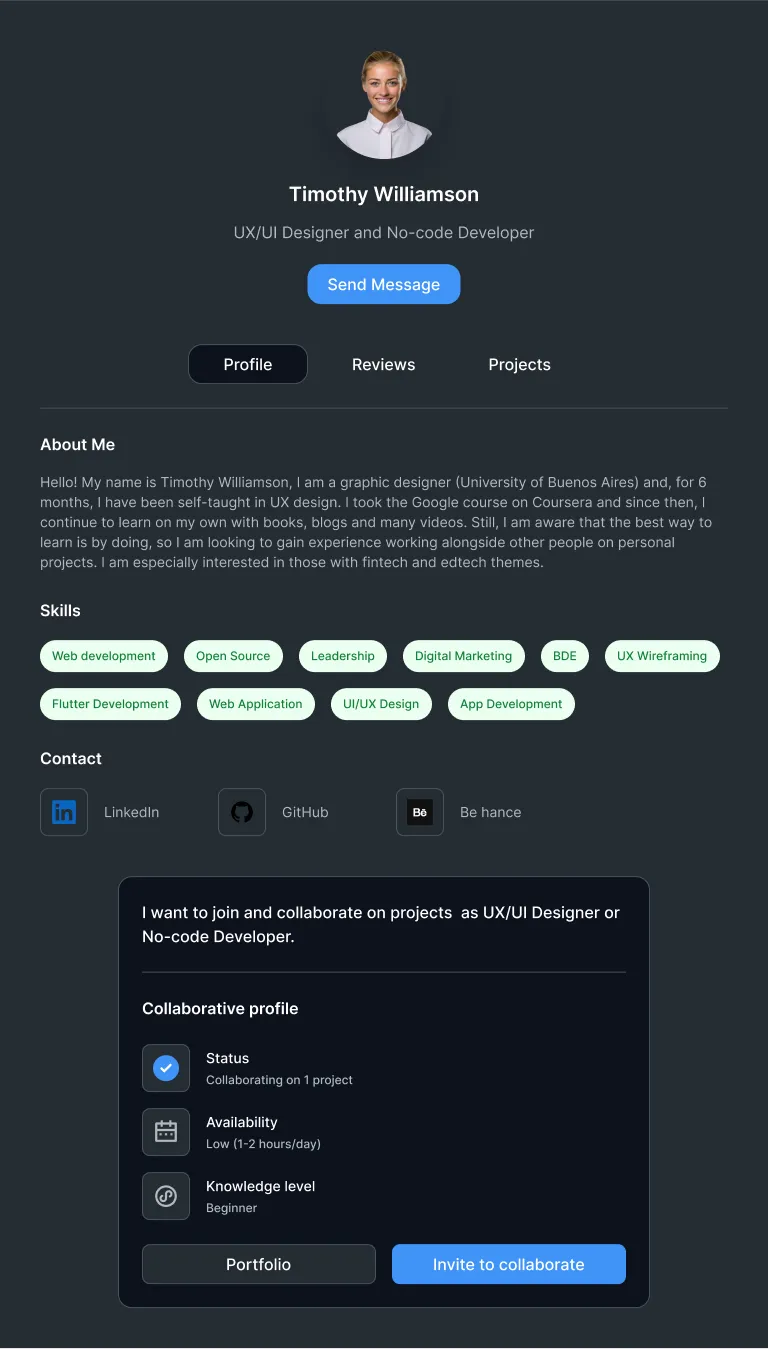 Timothy Williamson
UX/UI Designer and No-code Developer
Send Message
Profile Reviews Projects
About Me
Hello! My name is Timothy Williamson, I am a graphic designer (University of Buenos Aires) and, for 6
months, I have been self-taught in UX design. I took the Google course on Coursera and since then, I
continue to learn on my own with books, blogs and many videos. Still, I am aware that the best way to
learn is by doing, so I am looking to gain experience working alongside other people on personal
projects. I am especially interested in those with fintech and edtech themes.
Skills
Web development Open Source Leadership Digital Marketing BDE UX Wireframing
Flutter Development Web Application UI/UX Design App Development
Contact
in LinkedIn GitHub Bē Be hance
I want to join and collaborate on projects  as UX/UI Designer or
No-code Developer.
Collaborative profile
Status
Collaborating on 1 project
Availability
Low (1-2 hours/day)
Knowledge level
Beginner
Portfolio Invite to collaborate